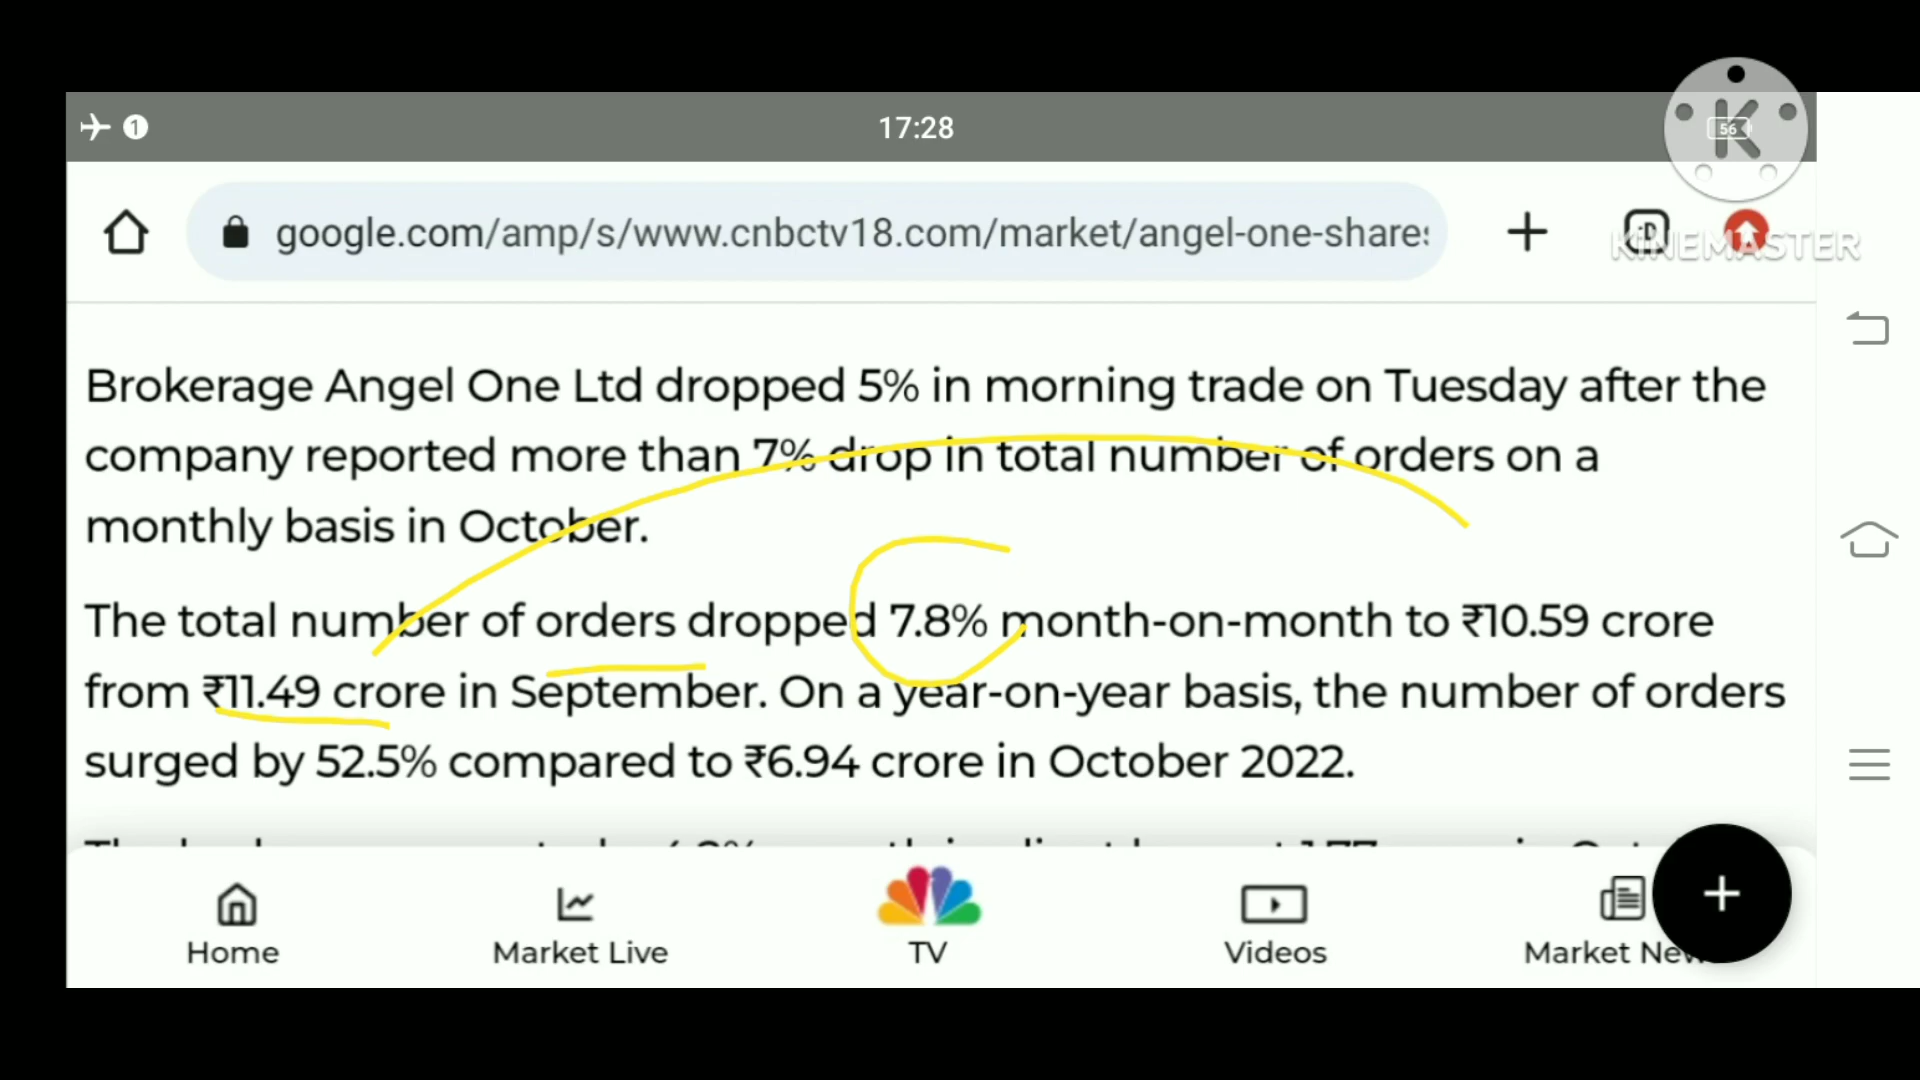 1
17:28
56
K
google.com/amp/s/www.cnbctv18.com/market/angel-one-share
:D
KINEMASTER
Brokerage Angel One Ltd dropped 5% in morning trade on Tuesday after the
company reported more than 7% drop in total number of orders on a
monthly basis in October.
The total number of orders dropped 7.8% month-on-month to ₹10.59 crore
from ₹11.49 crore in September. On a year-on-year basis, the number of orders
surged by 52.5% compared to ₹6.94 crore in October 2022.
Home
Market Live
TV
Videos
Market New